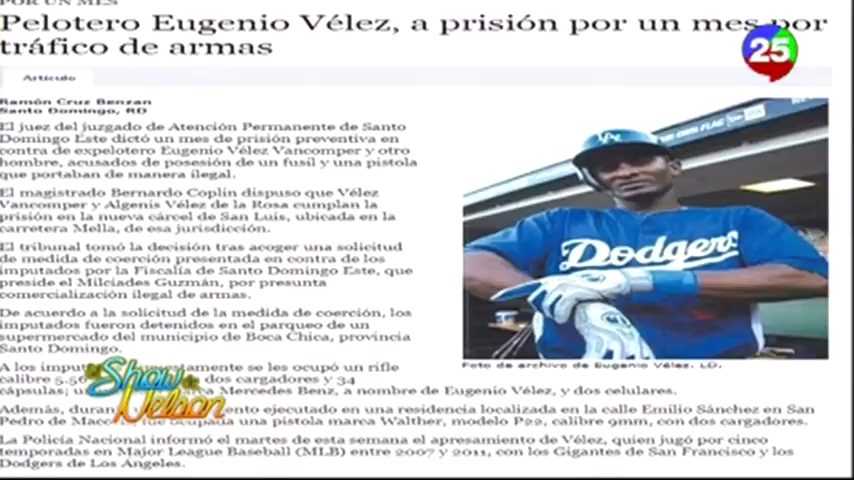 POR UN MES
Pelotero Eugenio Vélez, a prisión por un mes por
tráfico de armas
25
Artículo
Ramón Cruz Benzan
Santo Domingo, RD
El juez del juzgado de Atención Permanente de Santo
Domingo Este dictó un mes de prisión preventiva en
contra de expelotero Eugenio Vélez Vancomper y otro
hombre, acusados de posesión de un fusil y una pistola
que portaban de manera ilegal.
El magistrado Bernardo Coplin dispuso que Vélez
Vancomper y Algenis Vélez de la Rosa cumplan la
prisión en la nueva cárcel de San Luis, ubicada en la
carretera Mella, de esa jurisdicción.
El tribunal tomó la decisión tras acoger una solicitud
de medida de coerción presentada en contra de los
imputados por la Fiscalía de Santo Domingo Este, que
preside el Milciades Guzmán, por presunta
comercialización ilegal de armas.
De acuerdo a la solicitud de la medida de coerción, los
imputados fueron detenidos en el parqueo de un
supermercado del municipio de Boca Chica, provincia
Santo Domingo.
A los se les ocupó un rifle
calibre 5.56 dos cargadores y 34
cápsulas; Mercedes Benz, a nombre de Eugenio Vélez, y dos celulares.
Además, ejecutado en una residencia localizada en la calle Emilio Sánchez en San
Pedro de fue ocupada una pistola marca Walther, modelo P22, calibre 9mm, con dos cargadores.
La Policía Nacional informó el martes de esta semana el apresamiento de Vélez, quien jugó por cinco
temporadas en Major League Baseball (MLB) entre 2007 y 2011, con los Gigantes de San Francisco y los
Dodgers de Los Ángeles.
Dodgers
Foto de archivo de Eugenio Vélez. LD.
El Show de
Nelson